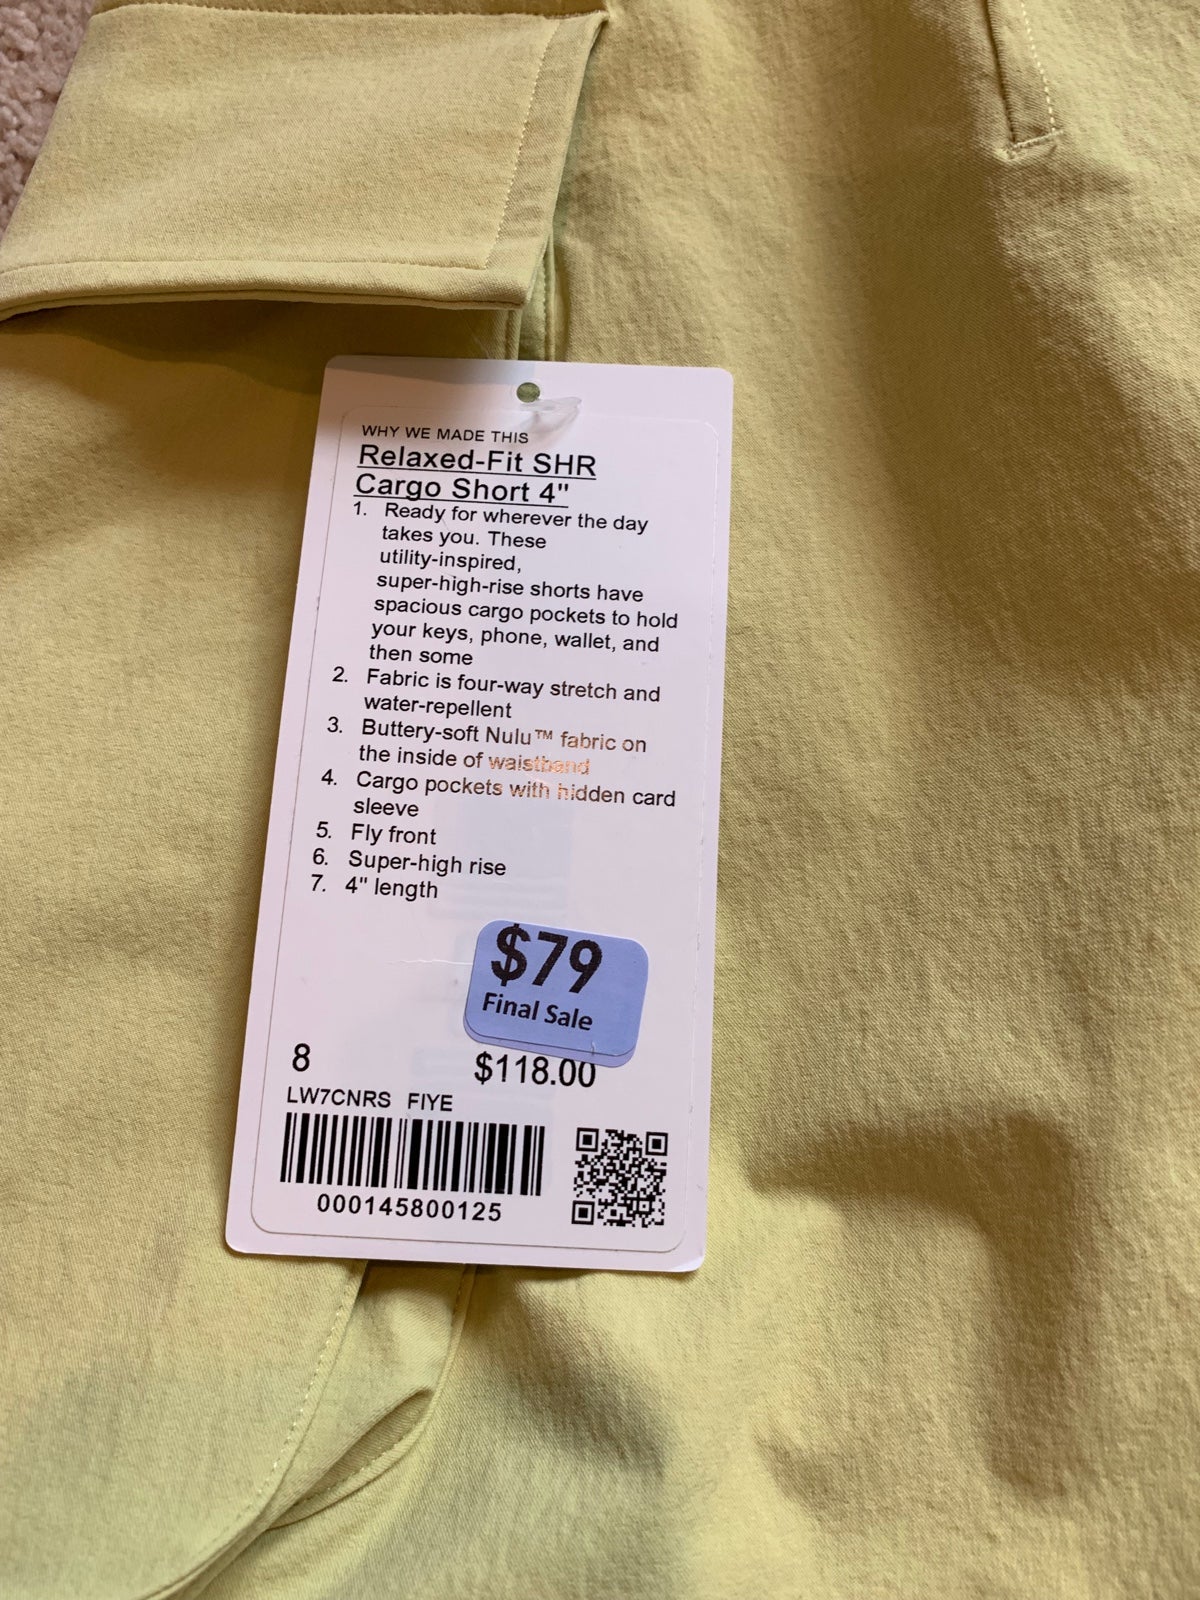 WHY WE MADE THIS
Relaxed-Fit SHR
Cargo Short 4"
1. Ready for wherever the day
takes you. These
utility-inspired,
super-high-rise shorts have
spacious cargo pockets to hold
your keys, phone, wallet, and
then some
2. Fabric is four-way stretch and
water-repellent
3. Buttery-soft Nulu™ fabric on
the inside of waistband
4. Cargo pockets with hidden card
sleeve
5. Fly front
6. Super-high rise
7. 4" length
$79
Final Sale
8 $118.00
LW7CNRS FIYE
000145800125